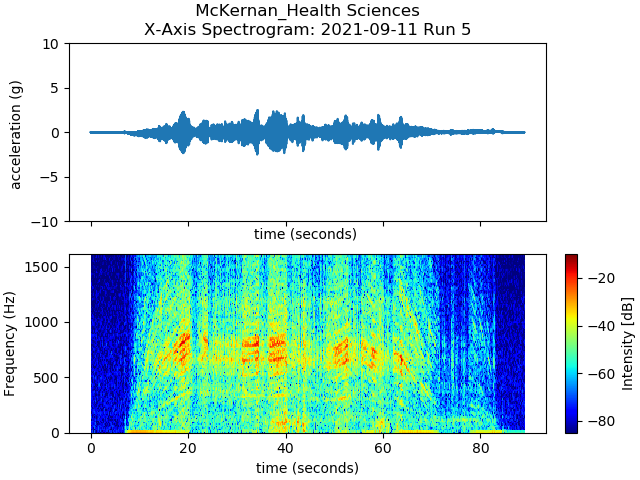 McKernan_Health Sciences
X-Axis Spectrogram: 2021-09-11 Run 5
10
5
0
−5
−10
acceleration (g)
time (seconds)
1500
1000
500
0
Frequency (Hz)
0 20 40 60 80
time (seconds)
−20
−40
−60
−80
Intensity [dB]